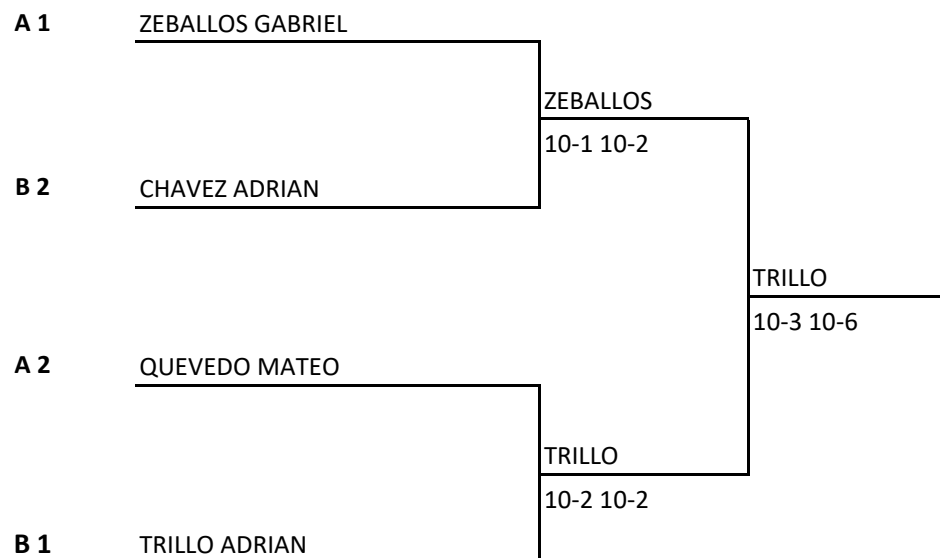 A 1 ZEBALLOS GABRIEL
ZEBALLOS
10-1 10-2
B 2 CHAVEZ ADRIAN
TRILLO
10-3 10-6
A 2 QUEVEDO MATEO
TRILLO
10-2 10-2
B 1 TRILLO ADRIAN